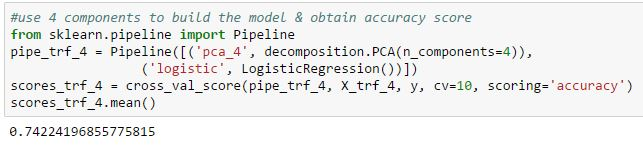 #use 4 components to build the model & obtain accuracy score
from sklearn.pipeline import Pipeline
pipe_trf_4 = Pipeline([('pca_4', decomposition.PCA(n_components=4)),
('logistic', LogisticRegression())])
scores_trf_4 = cross_val_score(pipe_trf_4, X_trf_4, y, cv=10, scoring='accuracy')
scores_trf_4.mean()
0.74224196855775815